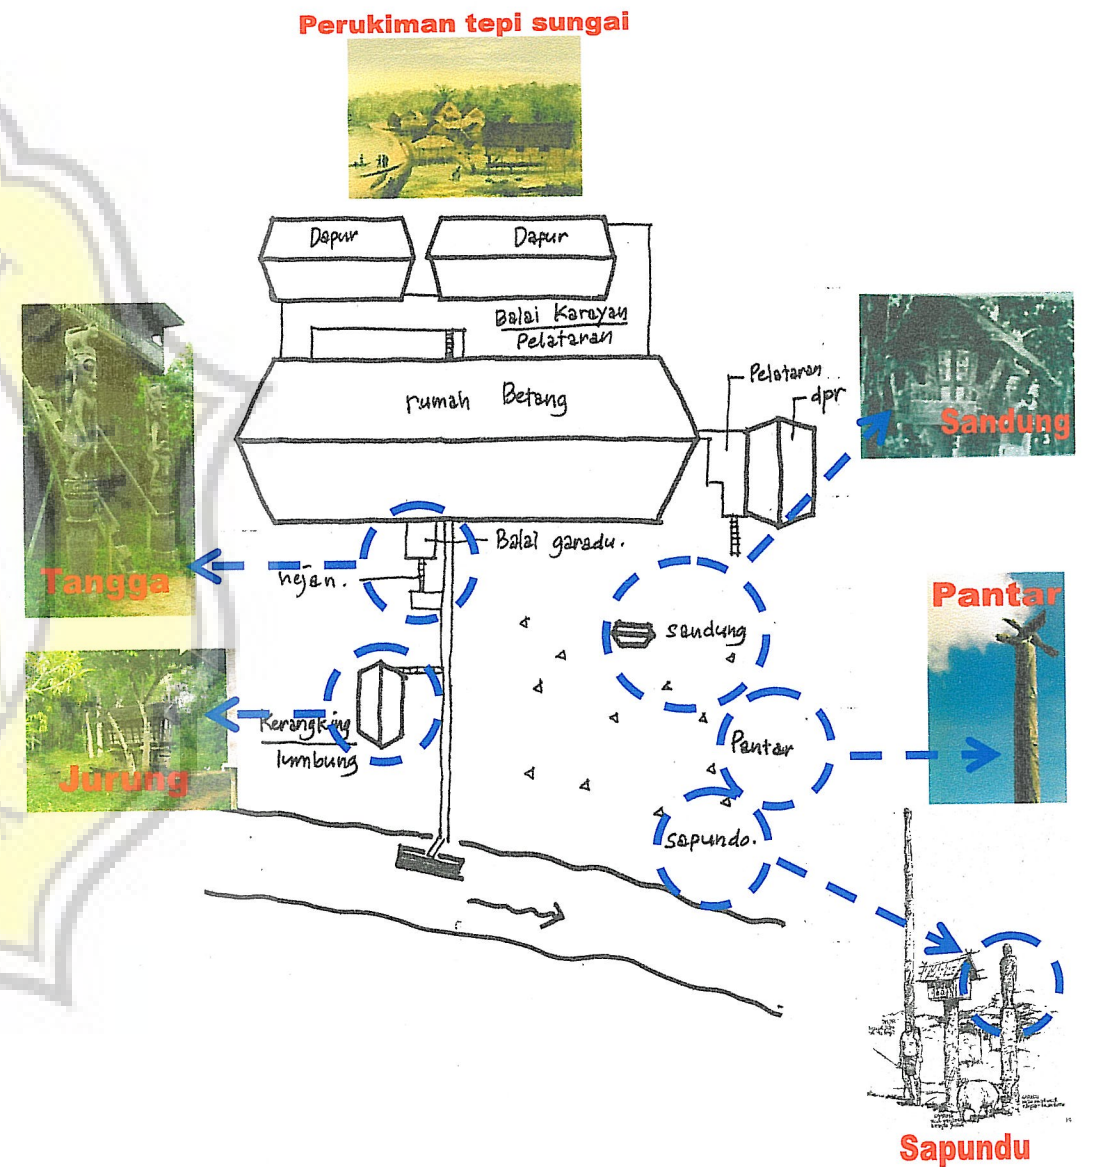 Perukiman tepi sungai
Dapur
Dapur
Balai Karayan
Pelataran
rumah Betang
Pelataran
dpr
Sandung
Balai garadu.
hejan.
Tangga
Pantar
sandung
Kerangking
lumbung
Jurung
Pantar
sapundo.
Sapundu